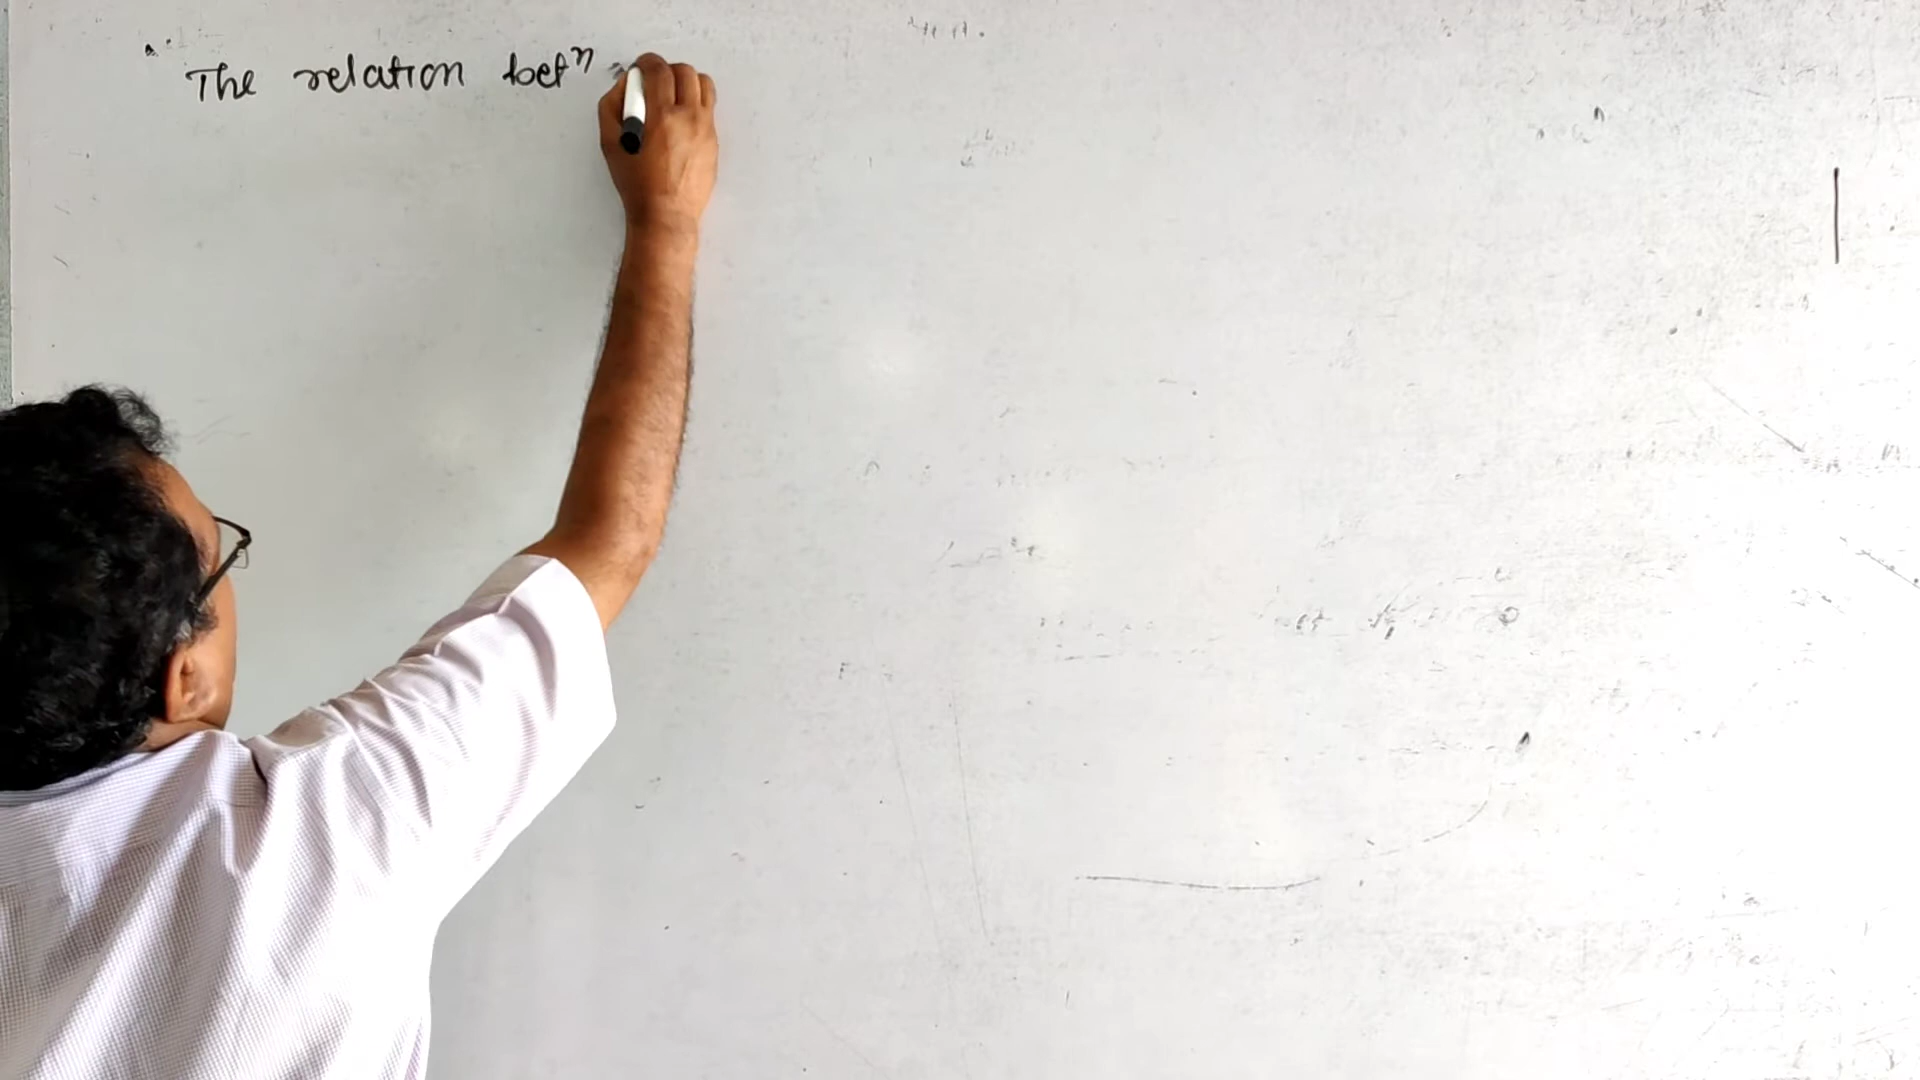 The relation betⁿ